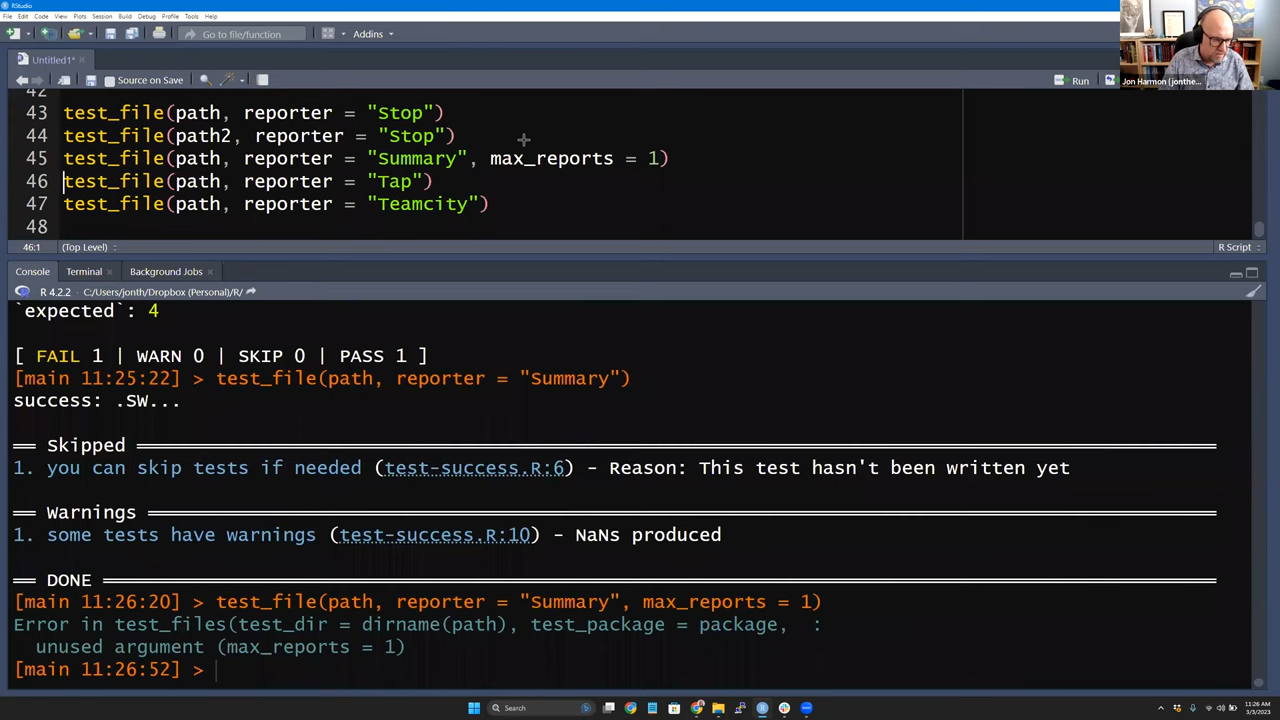 RStudio
File Edit Code View Plots Session Build Debug Profile Tools Help
Go to file/function Addins
Untitled1*
Source on Save Run
Jon Harmon (jonthe...
42
43 test_file(path, reporter = "Stop")
44 test_file(path2, reporter = "Stop")
45 test_file(path, reporter = "Summary", max_reports = 1)
46 test_file(path, reporter = "Tap")
47 test_file(path, reporter = "Teamcity")
48
46:1 (Top Level) R Script
Console Terminal Background Jobs
R 4.2.2 · C:/Users/jonth/Dropbox (Personal)/R/
`expected`: 4
[ FAIL 1 | WARN 0 | SKIP 0 | PASS 1 ]
[main 11:25:22] > test_file(path, reporter = "Summary")
success: .SW...
══ Skipped ══
1. you can skip tests if needed (test-success.R:6) - Reason: This test hasn't been written yet
══ Warnings ══
1. some tests have warnings (test-success.R:10) - NaNs produced
══ DONE ══
[main 11:26:20] > test_file(path, reporter = "Summary", max_reports = 1)
Error in test_files(test_dir = dirname(path), test_package = package, :
unused argument (max_reports = 1)
[main 11:26:52] >
Search
11:26 AM
3/3/2023